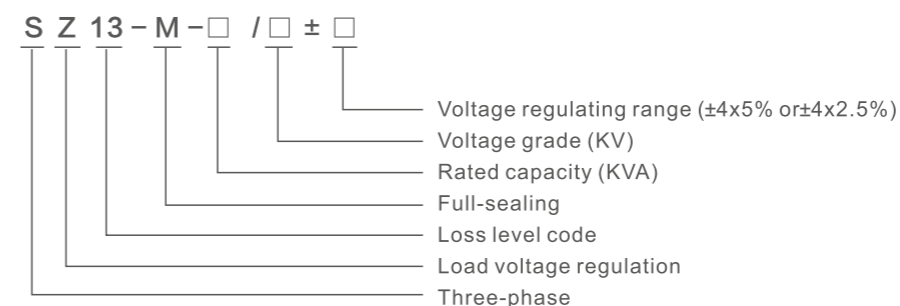 S Z 13 - M - □ / □ ± □
Voltage regulating range (±4x5% or±4x2.5%)
Voltage grade (KV)
Rated capacity (KVA)
Full-sealing
Loss level code
Load voltage regulation
Three-phase